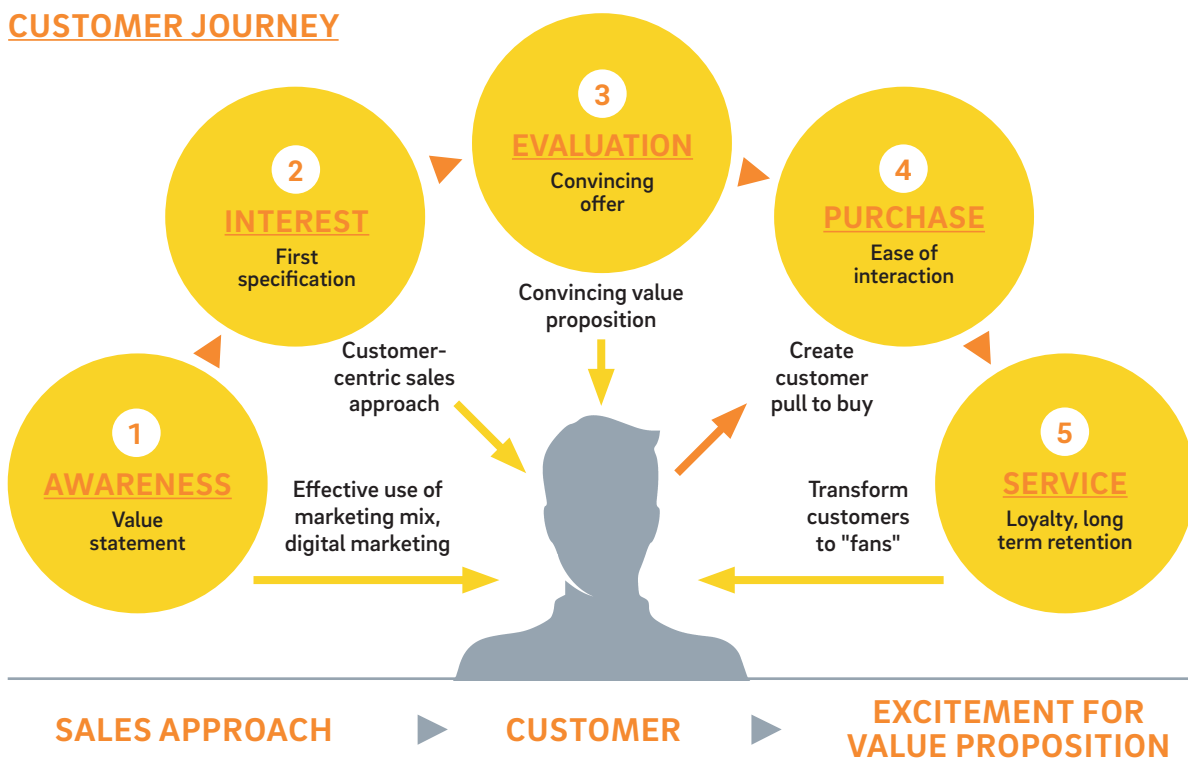 CUSTOMER JOURNEY
1
AWARENESS
Value
statement
2
INTEREST
First
specification
3
EVALUATION
Convincing
offer
4
PURCHASE
Ease of
interaction
5
SERVICE
Loyalty, long
term retention
Effective use of
marketing mix,
digital marketing
Customer-
centric sales
approach
Convincing value
proposition
Create
customer
pull to buy
Transform
customers
to "fans"
SALES APPROACH
CUSTOMER
EXCITEMENT FOR
VALUE PROPOSITION